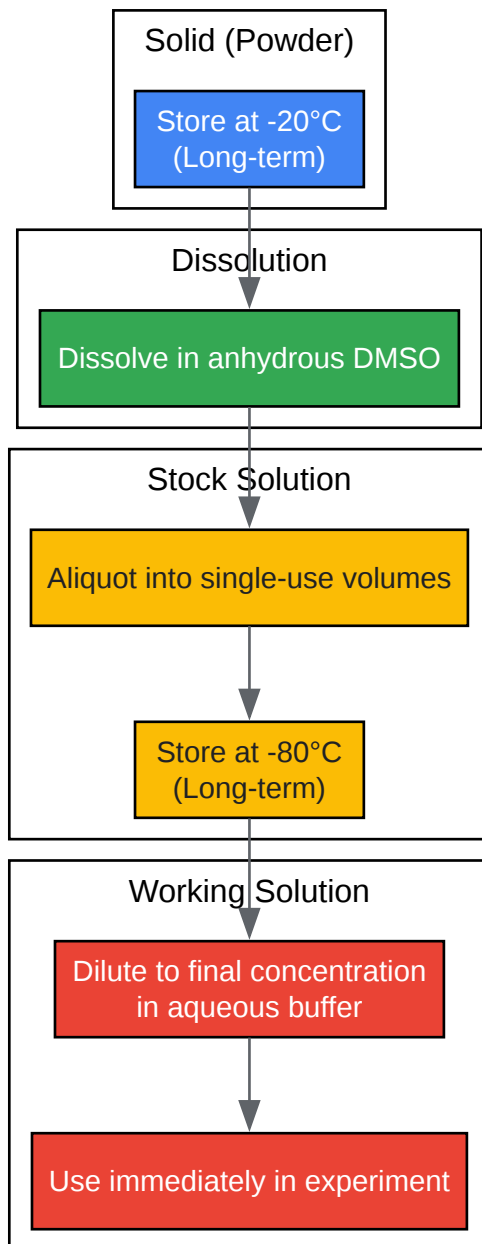 Solid (Powder)
Store at -20°C
(Long-term)
Dissolution
Dissolve in anhydrous DMSO
Stock Solution
Aliquot into single-use volumes
Store at -80°C
(Long-term)
Working Solution
Dilute to final concentration
in aqueous buffer
Use immediately in experiment